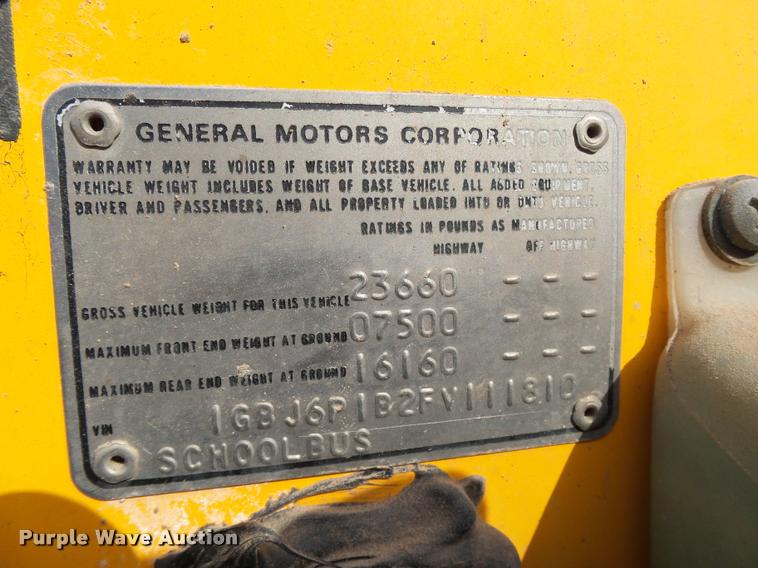 GENERAL MOTORS CORPORATION
WARRANTY MAY BE VOIDED IF WEIGHT EXCEEDS ANY OF RATINGS SHOWN. GROSS
VEHICLE WEIGHT INCLUDES WEIGHT OF BASE VEHICLE, ALL ADDED EQUIPMENT,
DRIVER AND PASSENGERS, AND ALL PROPERTY LOADED INTO OR ONTO VEHICLE.
RATINGS IN POUNDS AS MANUFACTURED
HIGHWAY OFF HIGHWAY
GROSS VEHICLE WEIGHT FOR THIS VEHICLE 23660 - - -
MAXIMUM FRONT END WEIGHT AT GROUND 07500 - - -
MAXIMUM REAR END WEIGHT AT GROUND 16160 - - -
VIN 1GBJ6P1B2FV111810
SCHOOLBUS
Purple Wave Auction